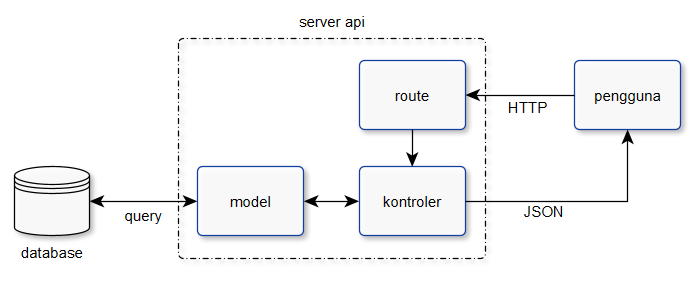 server api
route
pengguna
HTTP
model
kontroler
query
JSON
database